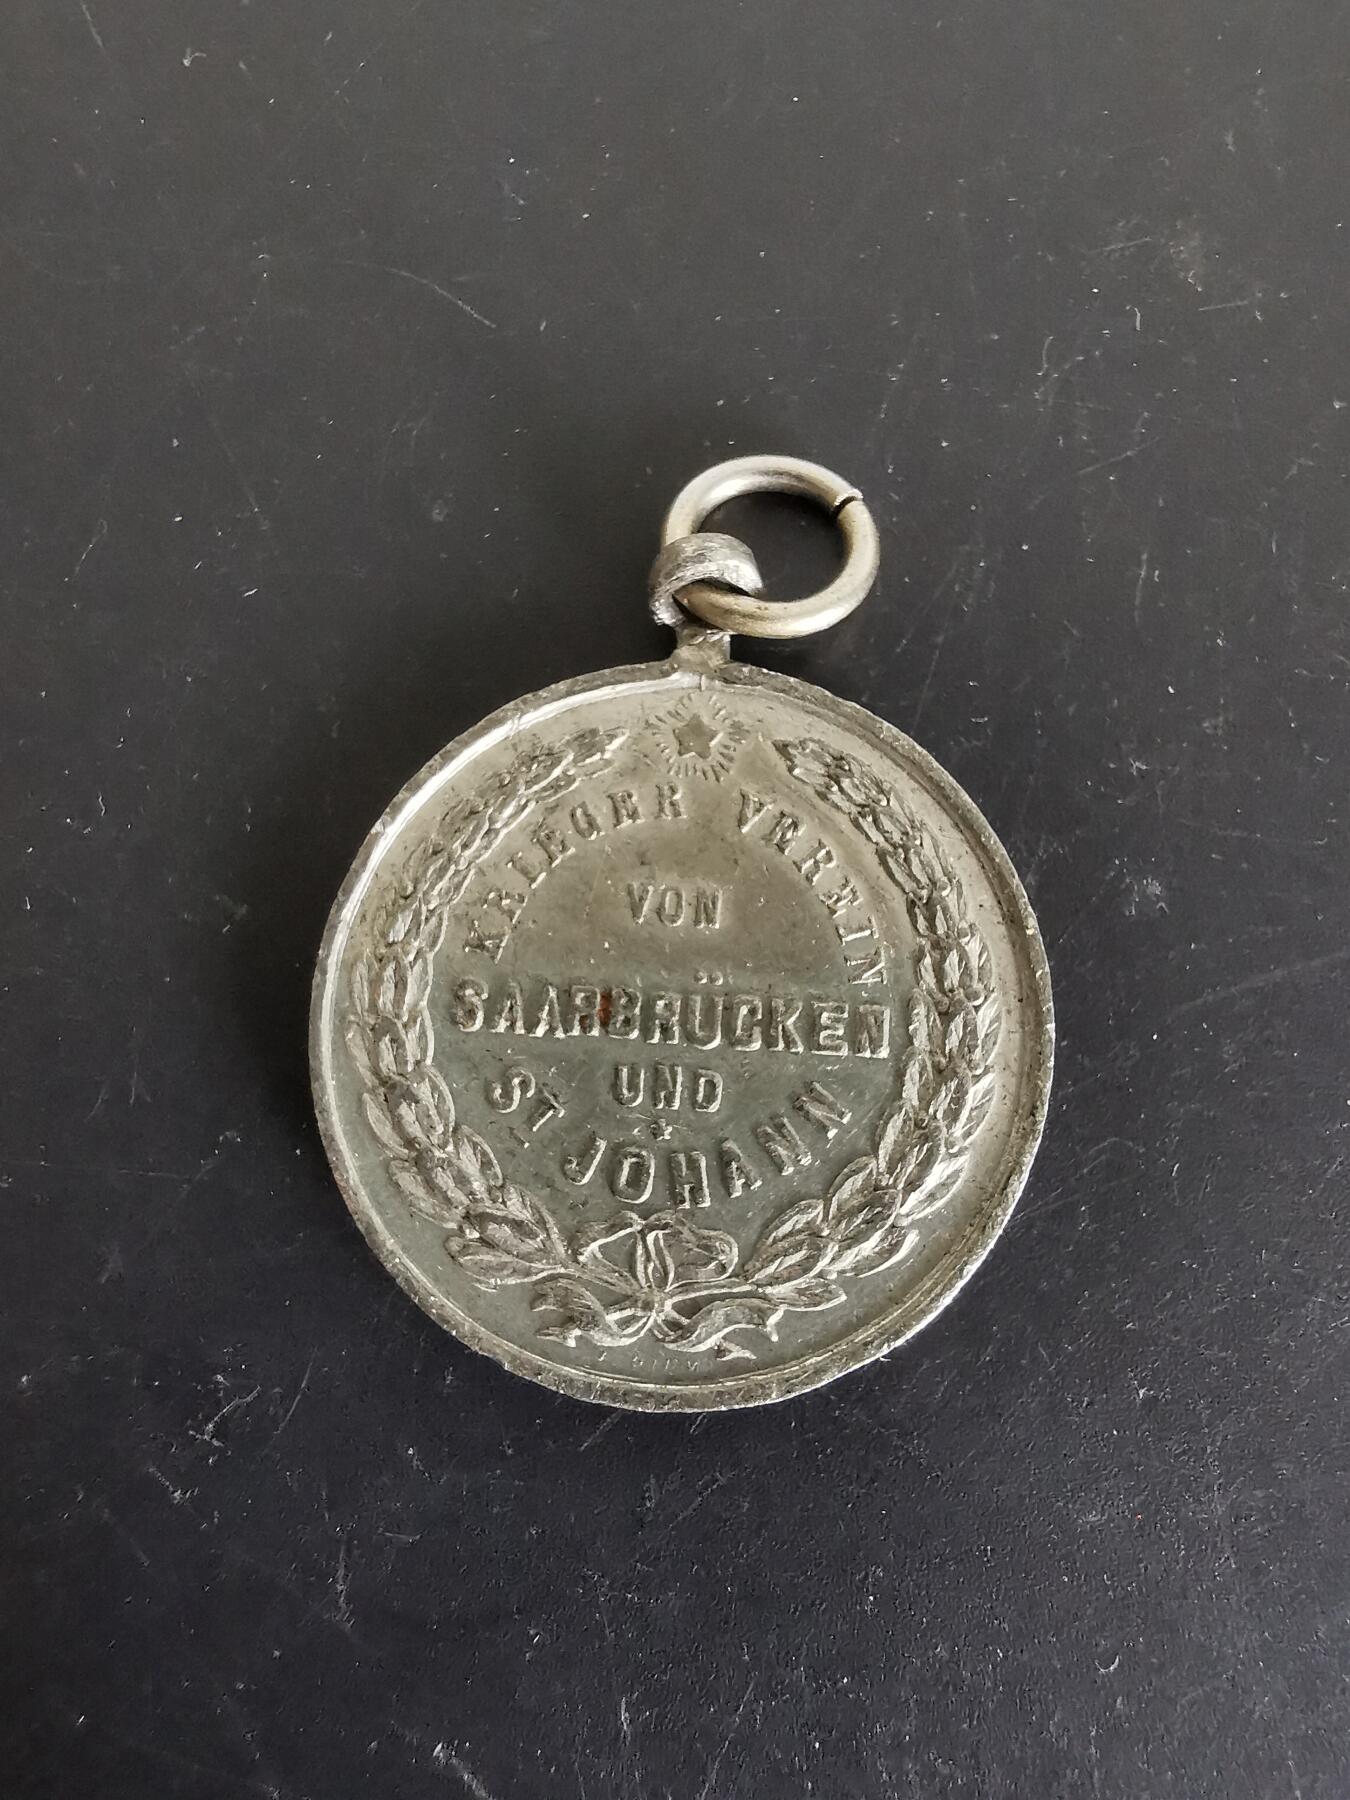 KRIEGER VEREIN
VON
SAARBRÜCKEN
UND
ST JOHANN